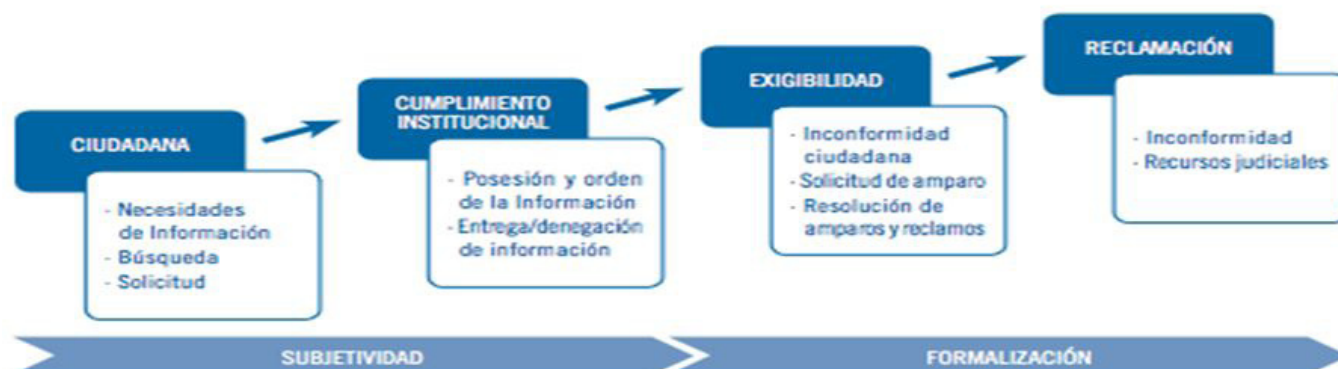 CIUDADANA
- Necesidades
de Información
- Búsqueda
- Solicitud
CUMPLIMIENTO
INSTITUCIONAL
- Posesión y orden
de la Información
- Entrega/denegación
de información
EXIGIBILIDAD
- Inconformidad
ciudadana
- Solicitud de amparo
- Resolución de
amparos y reclamos
RECLAMACIÓN
- Inconformidad
- Recursos judiciales
SUBJETIVIDAD
FORMALIZACIÓN